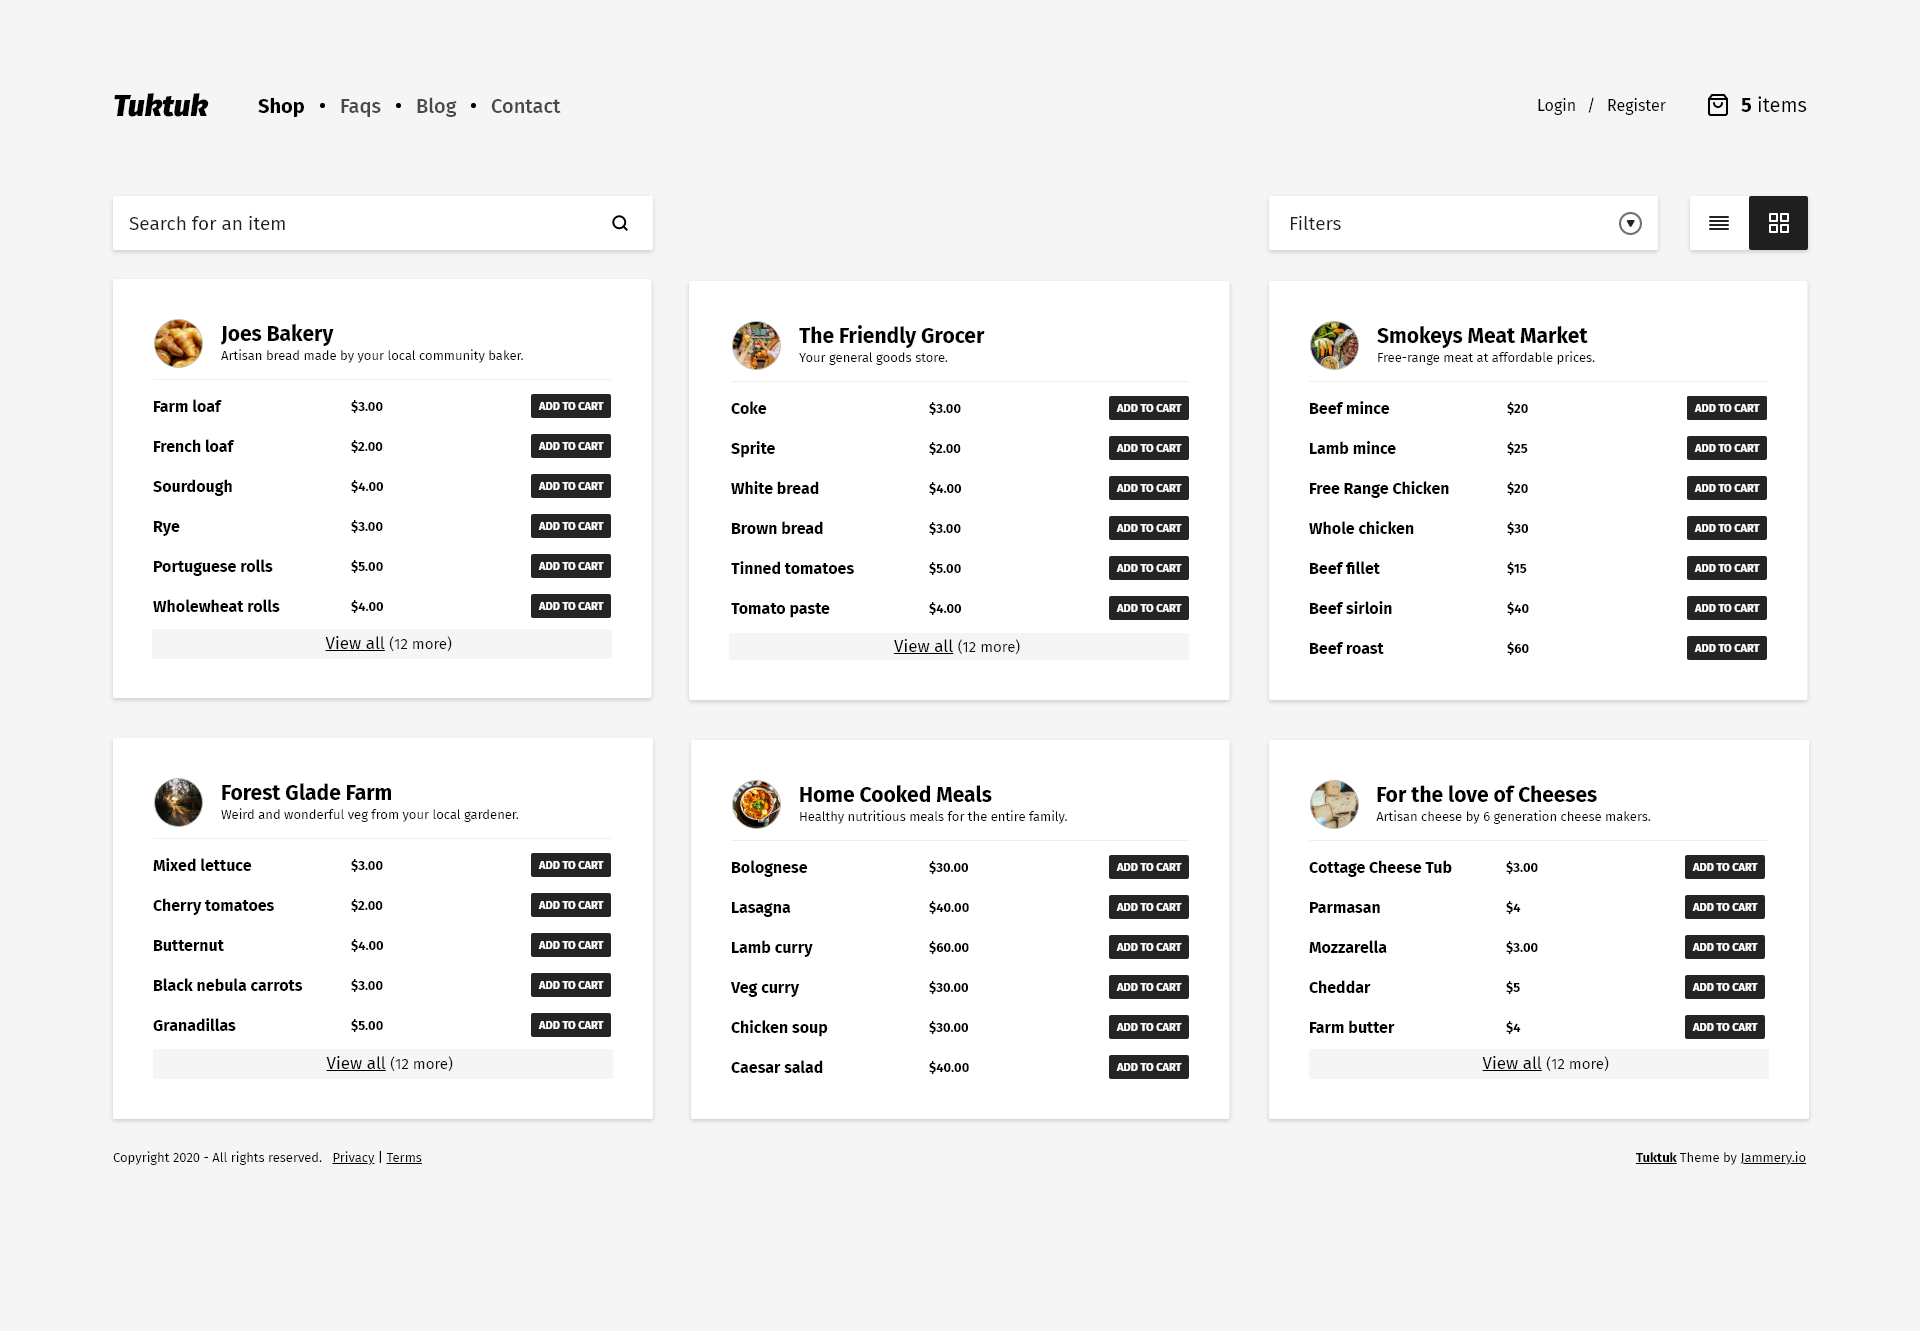 Tuktuk Shop • Faqs • Blog • Contact Login / Register 5 items
Search for an item
Filters
Joes Bakery
Artisan bread made by your local community baker.
Farm loaf $3.00 ADD TO CART
French loaf $2.00 ADD TO CART
Sourdough $4.00 ADD TO CART
Rye $3.00 ADD TO CART
Portuguese rolls $5.00 ADD TO CART
Wholewheat rolls $4.00 ADD TO CART
View all (12 more)
The Friendly Grocer
Your general goods store.
Coke $3.00 ADD TO CART
Sprite $2.00 ADD TO CART
White bread $4.00 ADD TO CART
Brown bread $3.00 ADD TO CART
Tinned tomatoes $5.00 ADD TO CART
Tomato paste $4.00 ADD TO CART
View all (12 more)
Smokeys Meat Market
Free-range meat at affordable prices.
Beef mince $20 ADD TO CART
Lamb mince $25 ADD TO CART
Free Range Chicken $20 ADD TO CART
Whole chicken $30 ADD TO CART
Beef fillet $15 ADD TO CART
Beef sirloin $40 ADD TO CART
Beef roast $60 ADD TO CART
Forest Glade Farm
Weird and wonderful veg from your local gardener.
Mixed lettuce $3.00 ADD TO CART
Cherry tomatoes $2.00 ADD TO CART
Butternut $4.00 ADD TO CART
Black nebula carrots $3.00 ADD TO CART
Granadillas $5.00 ADD TO CART
View all (12 more)
Home Cooked Meals
Healthy nutritious meals for the entire family.
Bolognese $30.00 ADD TO CART
Lasagna $40.00 ADD TO CART
Lamb curry $60.00 ADD TO CART
Veg curry $30.00 ADD TO CART
Chicken soup $30.00 ADD TO CART
Caesar salad $40.00 ADD TO CART
For the love of Cheeses
Artisan cheese by 6 generation cheese makers.
Cottage Cheese Tub $3.00 ADD TO CART
Parmasan $4 ADD TO CART
Mozzarella $3.00 ADD TO CART
Cheddar $5 ADD TO CART
Farm butter $4 ADD TO CART
View all (12 more)
Copyright 2020 - All rights reserved. Privacy | Terms
Tuktuk Theme by Jammery.io